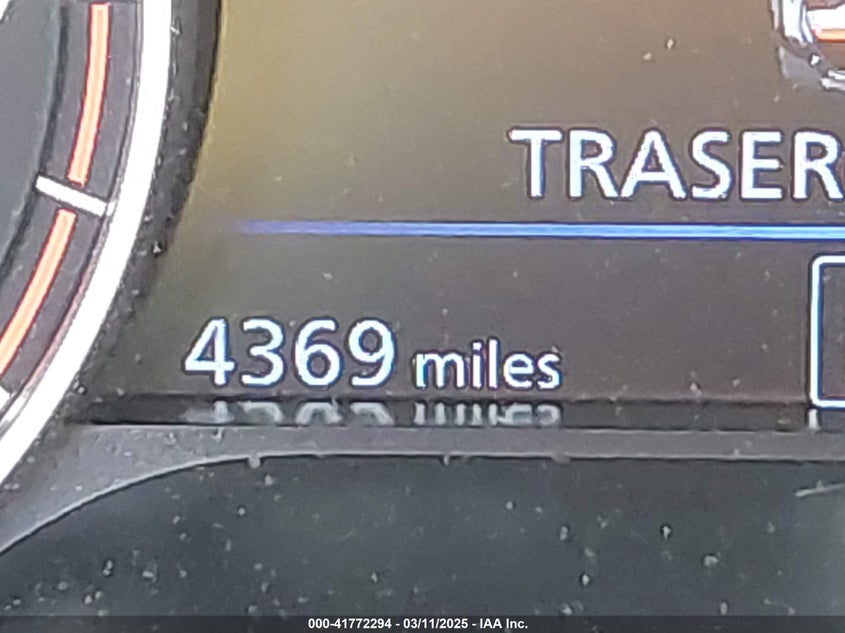 TRASER
4369 miles
000-41772294 - 03/11/2025 - IAA Inc.